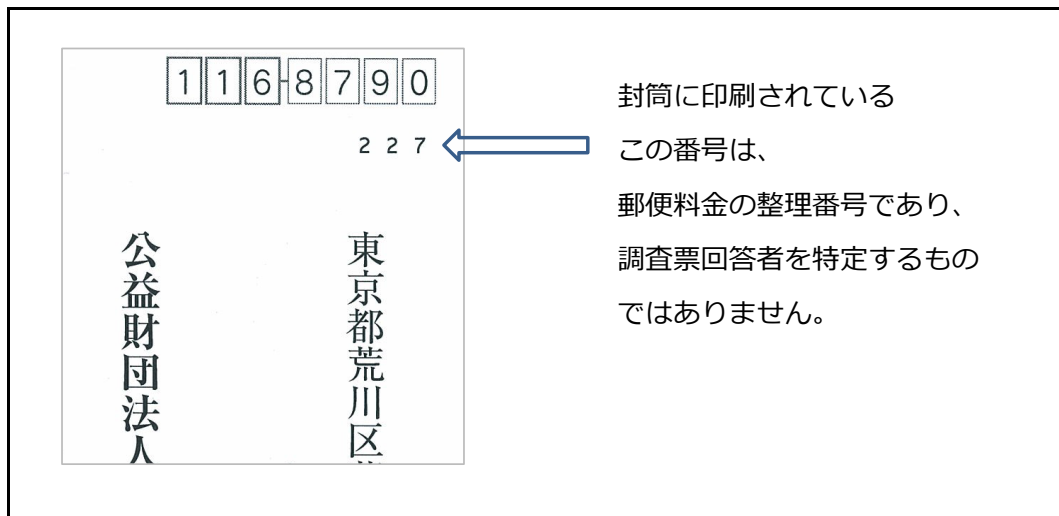 116-8790
227
東京都荒川区
公益財団法人
封筒に印刷されている
この番号は、
郵便料金の整理番号であり、
調査票回答者を特定するもの
ではありません。